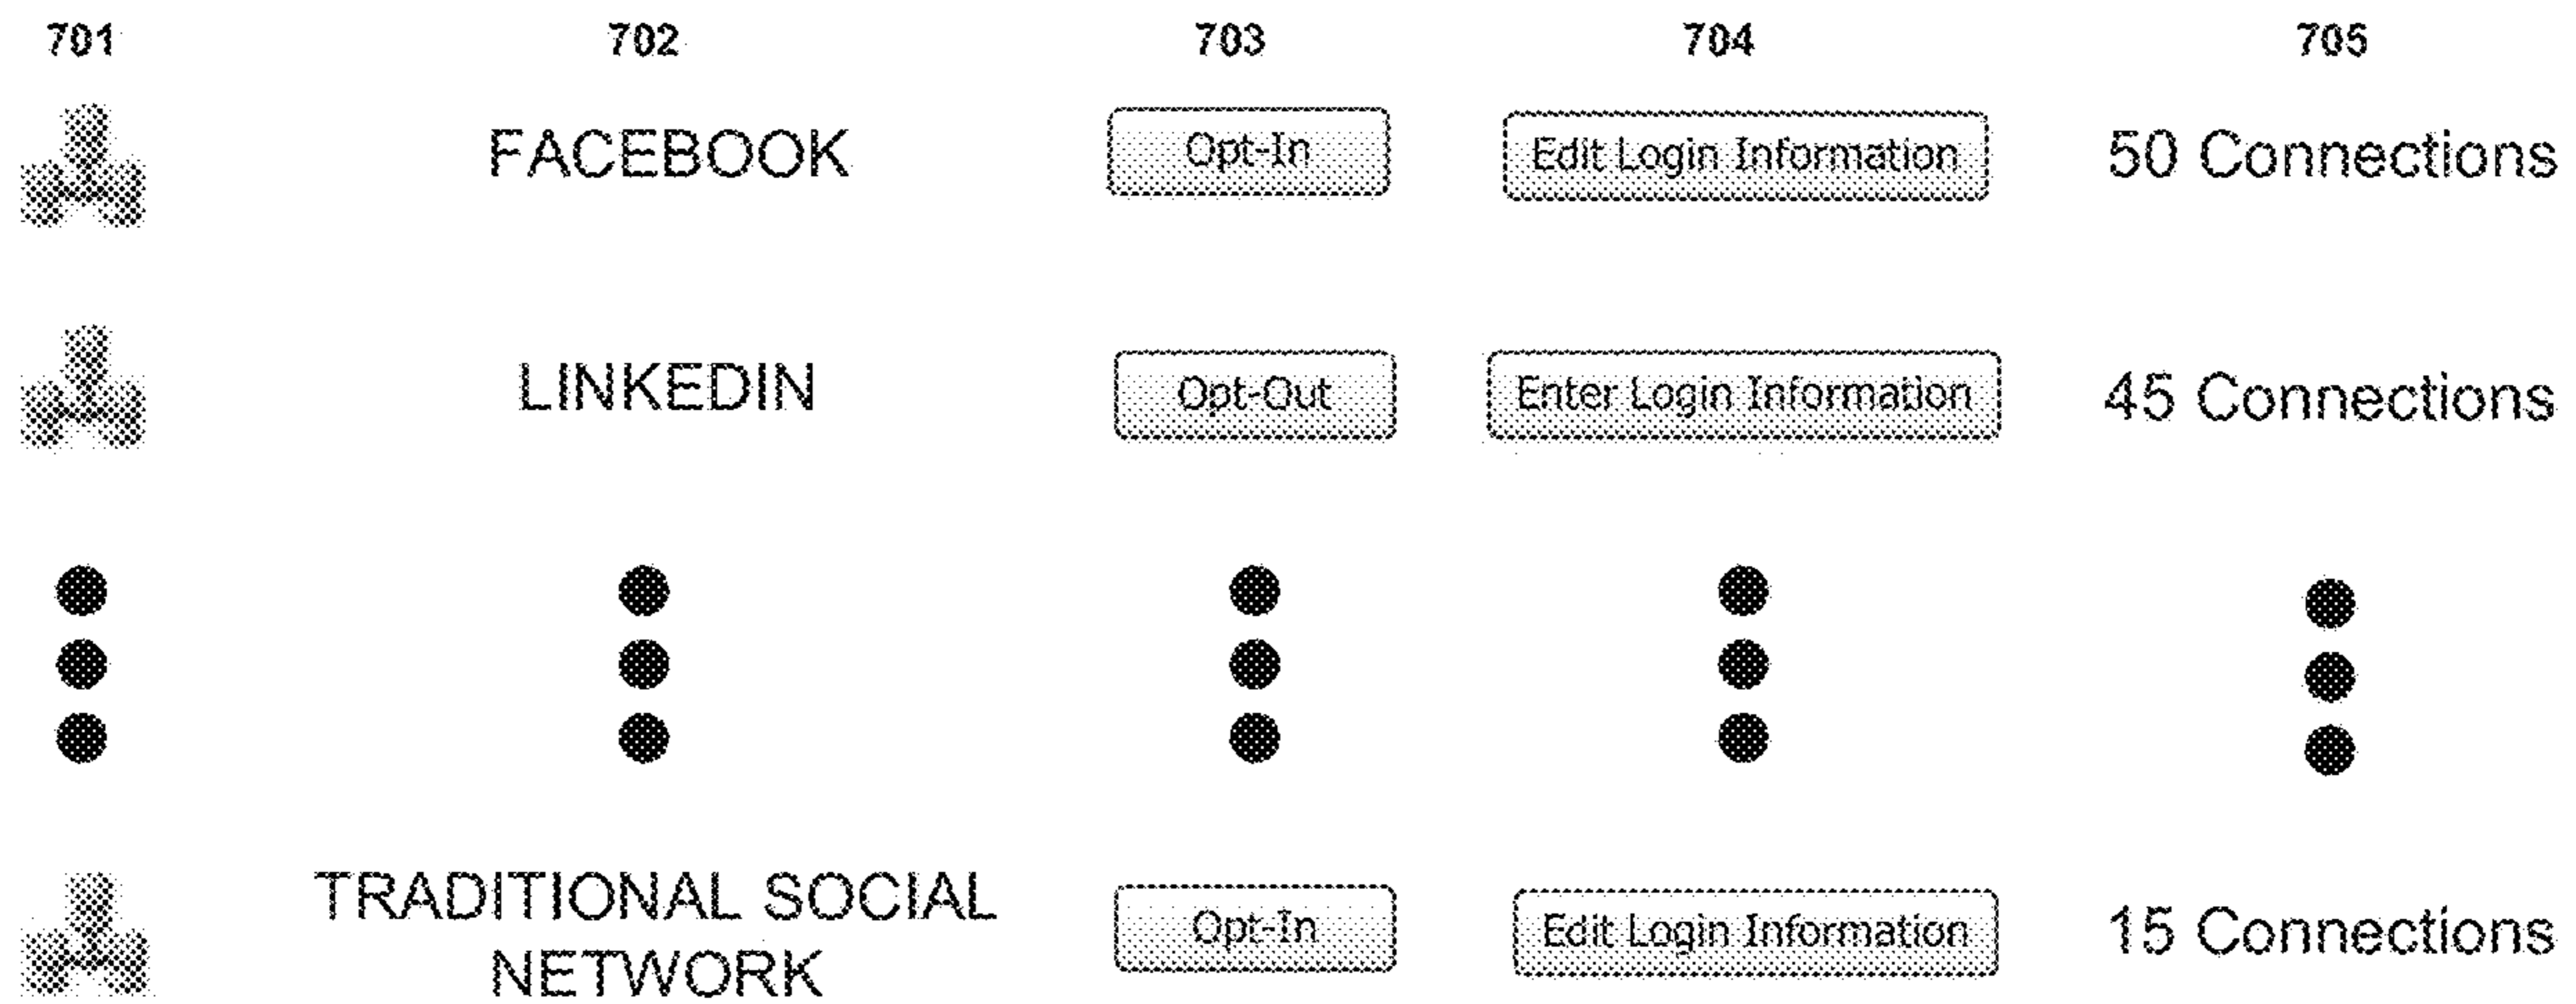 701 702 703 704 705
FACEBOOK Opt-In Edit Login Information 50 Connections
LINKEDIN Opt-Out Enter Login Information 45 Connections
TRADITIONAL SOCIAL
NETWORK Opt-In Edit Login Information 15 Connections